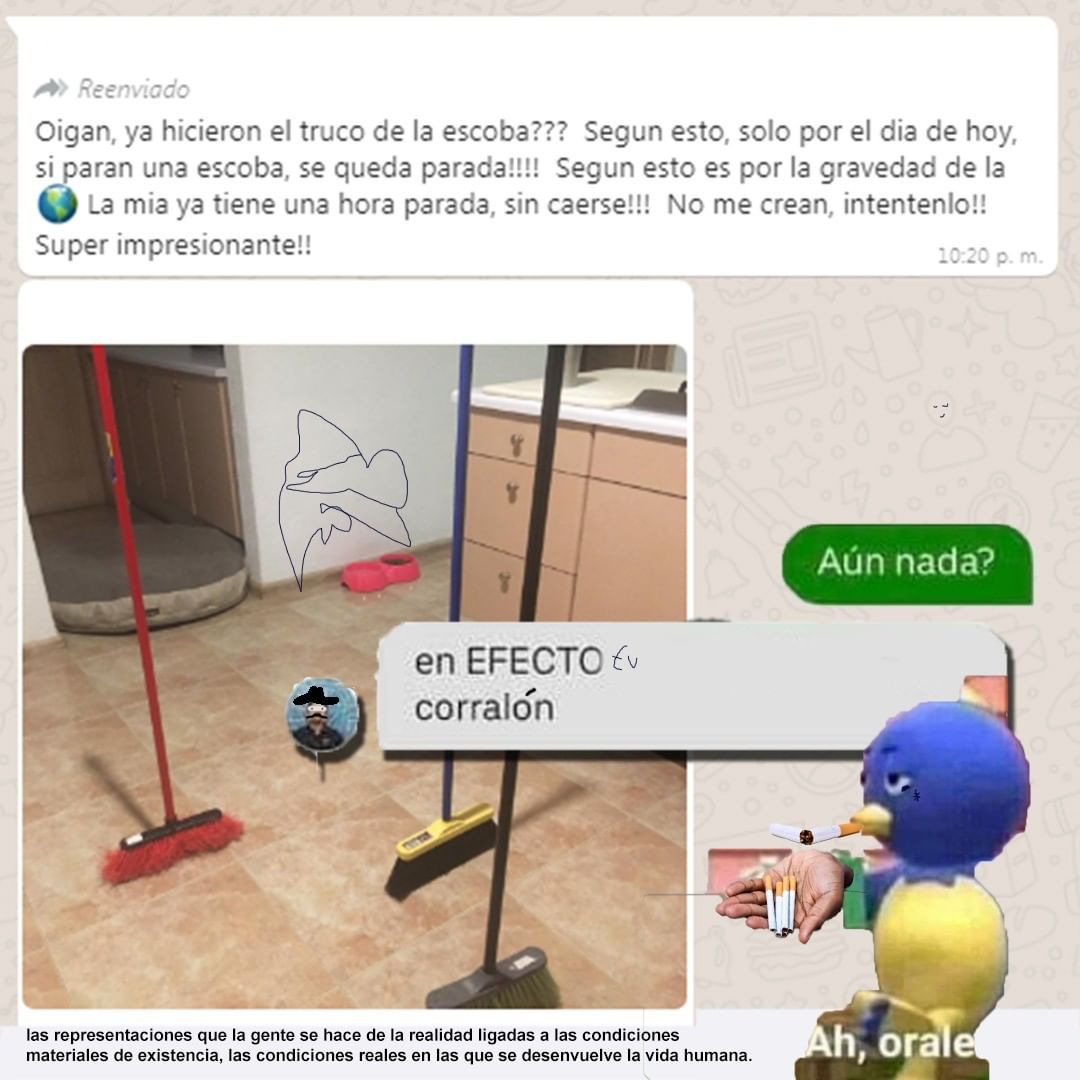 Reenviado
Oigan, ya hicieron el truco de la escoba??? Segun esto, solo por el dia de hoy,
si paran una escoba, se queda parada!!!! Segun esto es por la gravedad de la
🌎 La mia ya tiene una hora parada, sin caerse!!! No me crean, intentenlo!!
Super impresionante!!
10:20 p. m.
Aún nada?
en EFECTO
corralón
Ah, orale
las representaciones que la gente se hace de la realidad ligadas a las condiciones
materiales de existencia, las condiciones reales en las que se desenvuelve la vida humana.